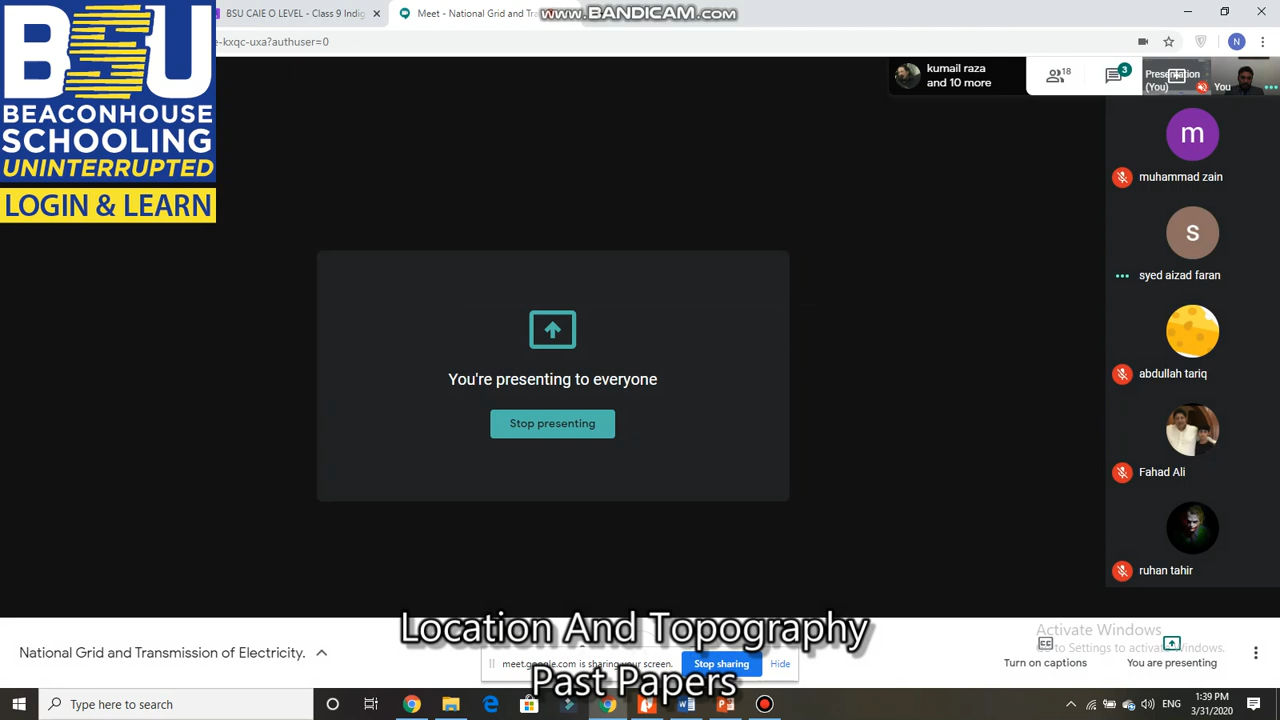 BSU CAIE O LEVEL - Class 9 Indig
Meet - National Grid and Tra
www.BANDICAM.com
e-kxqc-uxa?authuser=0
N
BSU
BEACONHOUSE
SCHOOLING
UNINTERRUPTED
LOGIN & LEARN
kumail raza
and 10 more
18
3
Presentation
(You)
You
m
muhammad zain
s
syed aizad faran
abdullah tariq
Fahad Ali
ruhan tahir
You're presenting to everyone
Stop presenting
Location And Topography
Past Papers
National Grid and Transmission of Electricity.
meet.google.com is sharing your screen.
Stop sharing
Hide
Activate Windows
Go to Settings to activate Windows.
Turn on captions
You are presenting
Type here to search
ENG
1:39 PM
3/31/2020